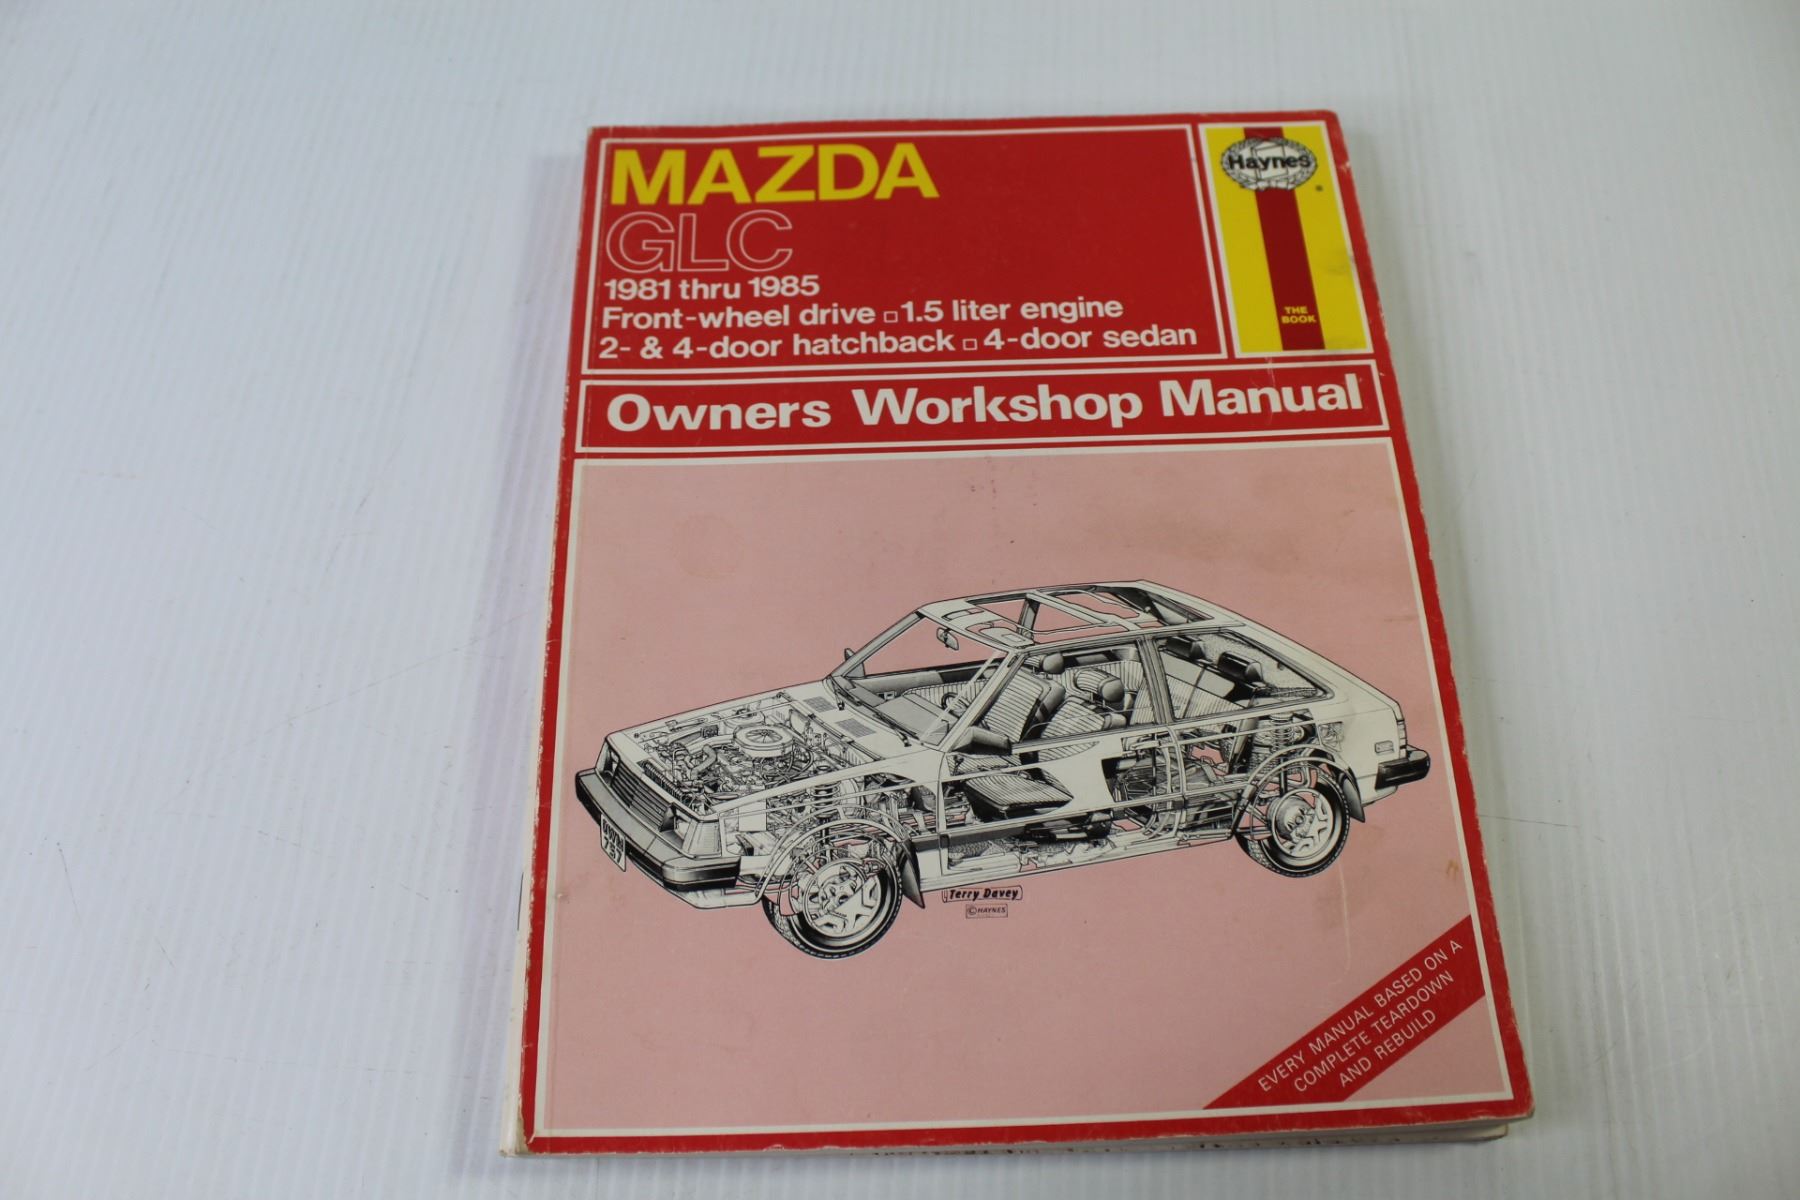 MAZDA
GLC
1981 thru 1985
Front-wheel drive □ 1.5 liter engine
2- & 4-door hatchback □ 4-door sedan
Haynes
®
THE
BOOK
Owners Workshop Manual
Terry Davey
© HAYNES
EVERY MANUAL BASED ON A
COMPLETE TEARDOWN
AND REBUILD